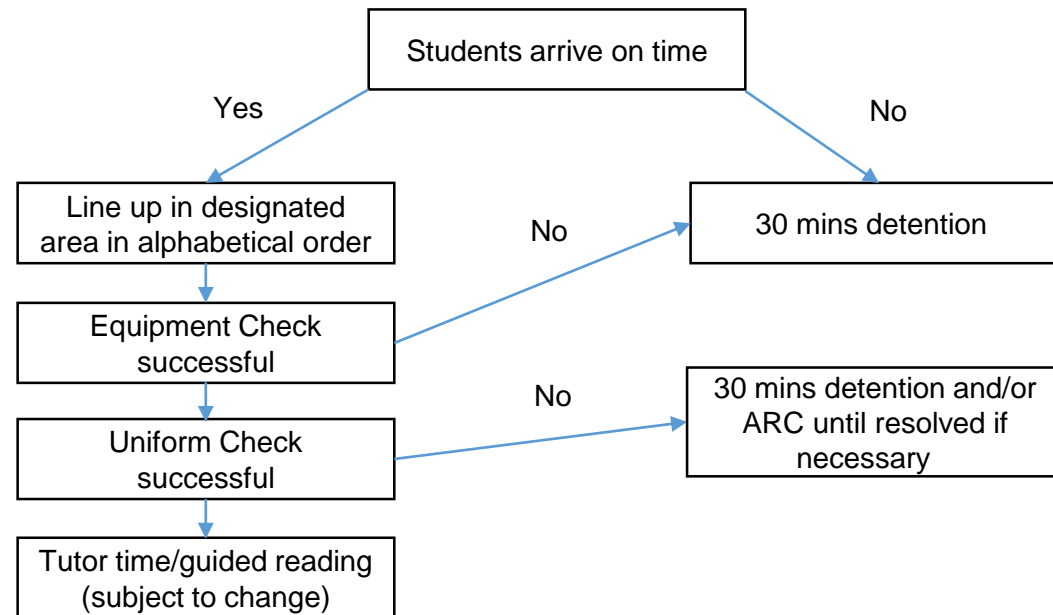 Students arrive on time
Yes
No
Line up in designated
area in alphabetical order
No
30 mins detention
Equipment Check
successful
No
30 mins detention and/or
ARC until resolved if
necessary
Uniform Check
successful
Tutor time/guided reading
(subject to change)